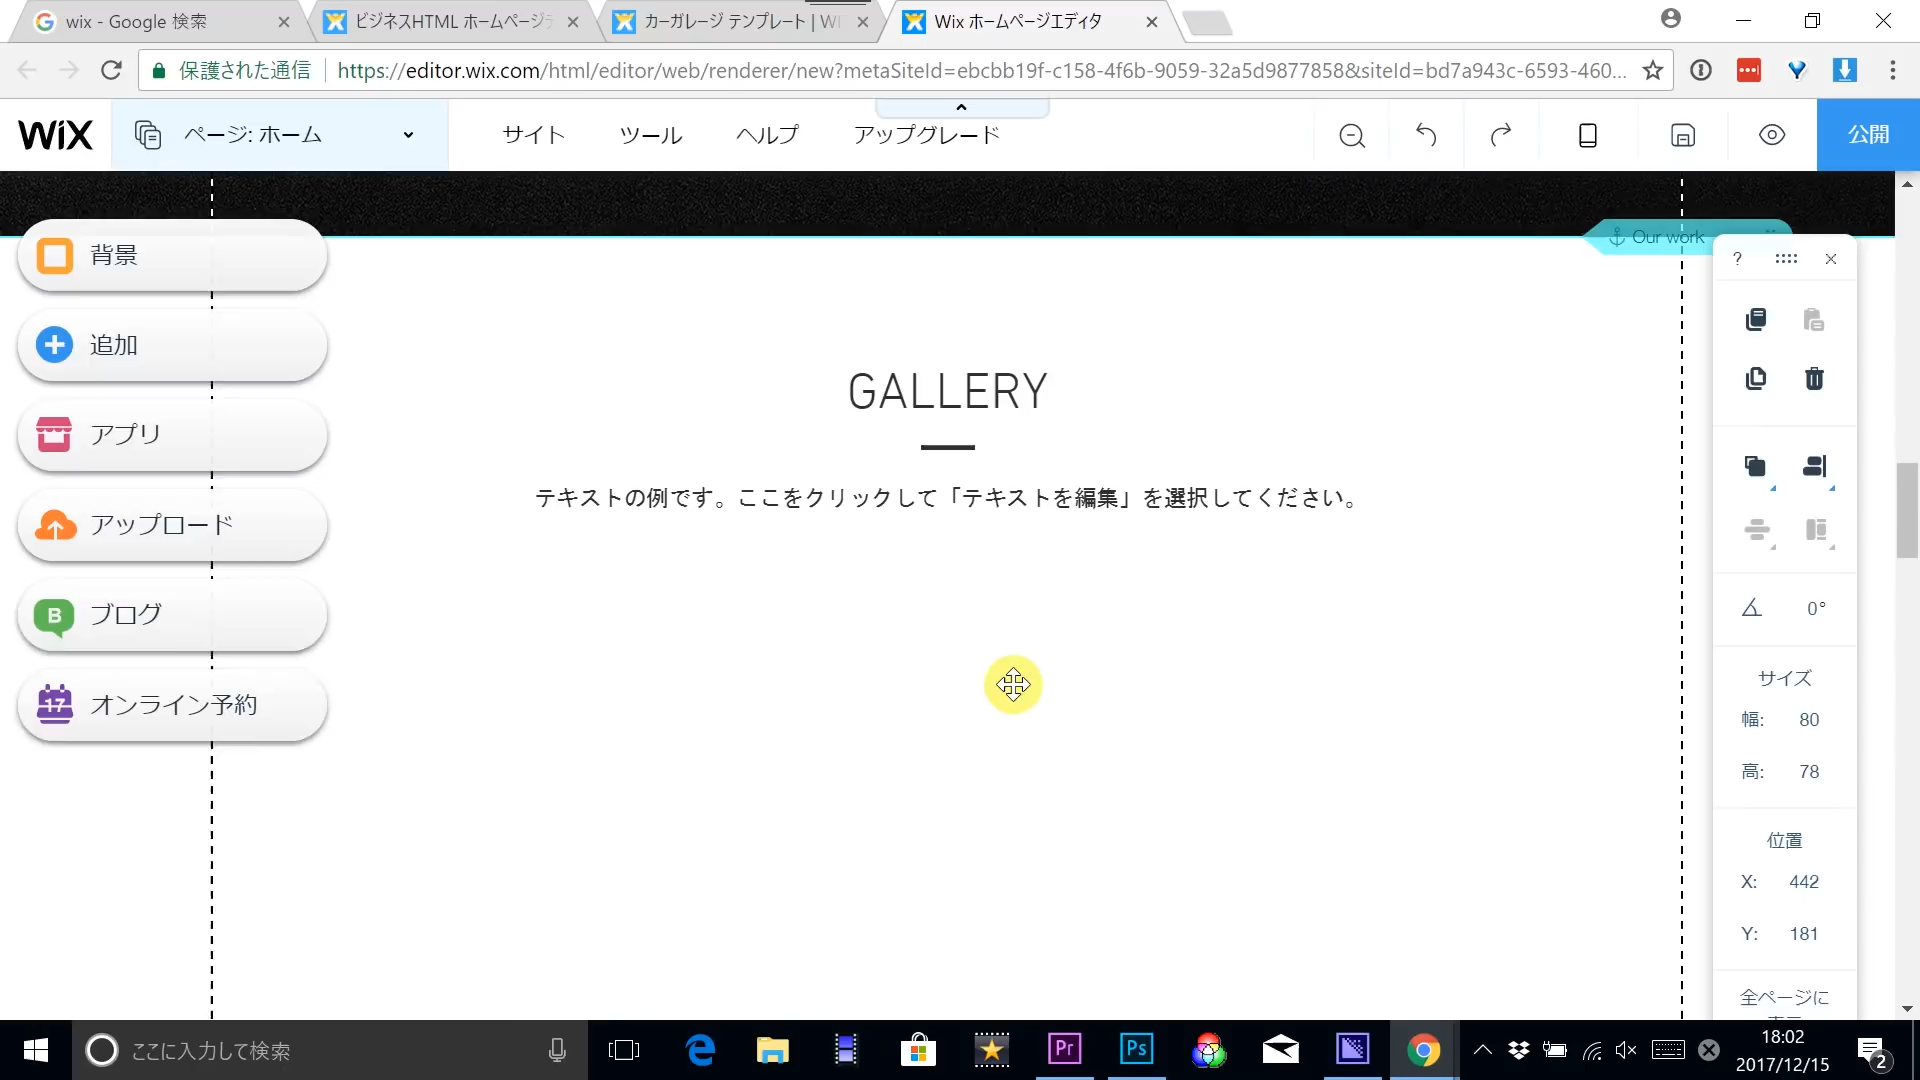 wix - Google 検索
ビジネスHTML ホームページテ
カーガレージ テンプレート | WI
Wix ホームページエディタ
保護された通信
https://editor.wix.com/html/editor/web/renderer/new?metaSiteId=ebcbb19f-c158-4f6b-9059-32a5d9877858&siteId=bd7a943c-6593-460...
WiX
ページ: ホーム
サイト
ツール
ヘルプ
アップグレード
公開
背景
追加
アプリ
アップロード
B ブログ
17 オンライン予約
Our work
GALLERY
テキストの例です。ここをクリックして「テキストを編集」を選択してください。
?
0°
サイズ
幅: 80
高: 78
位置
X: 442
Y: 181
全ページに
ここに入力して検索
Pr
Ps
18:02
2017/12/15
2